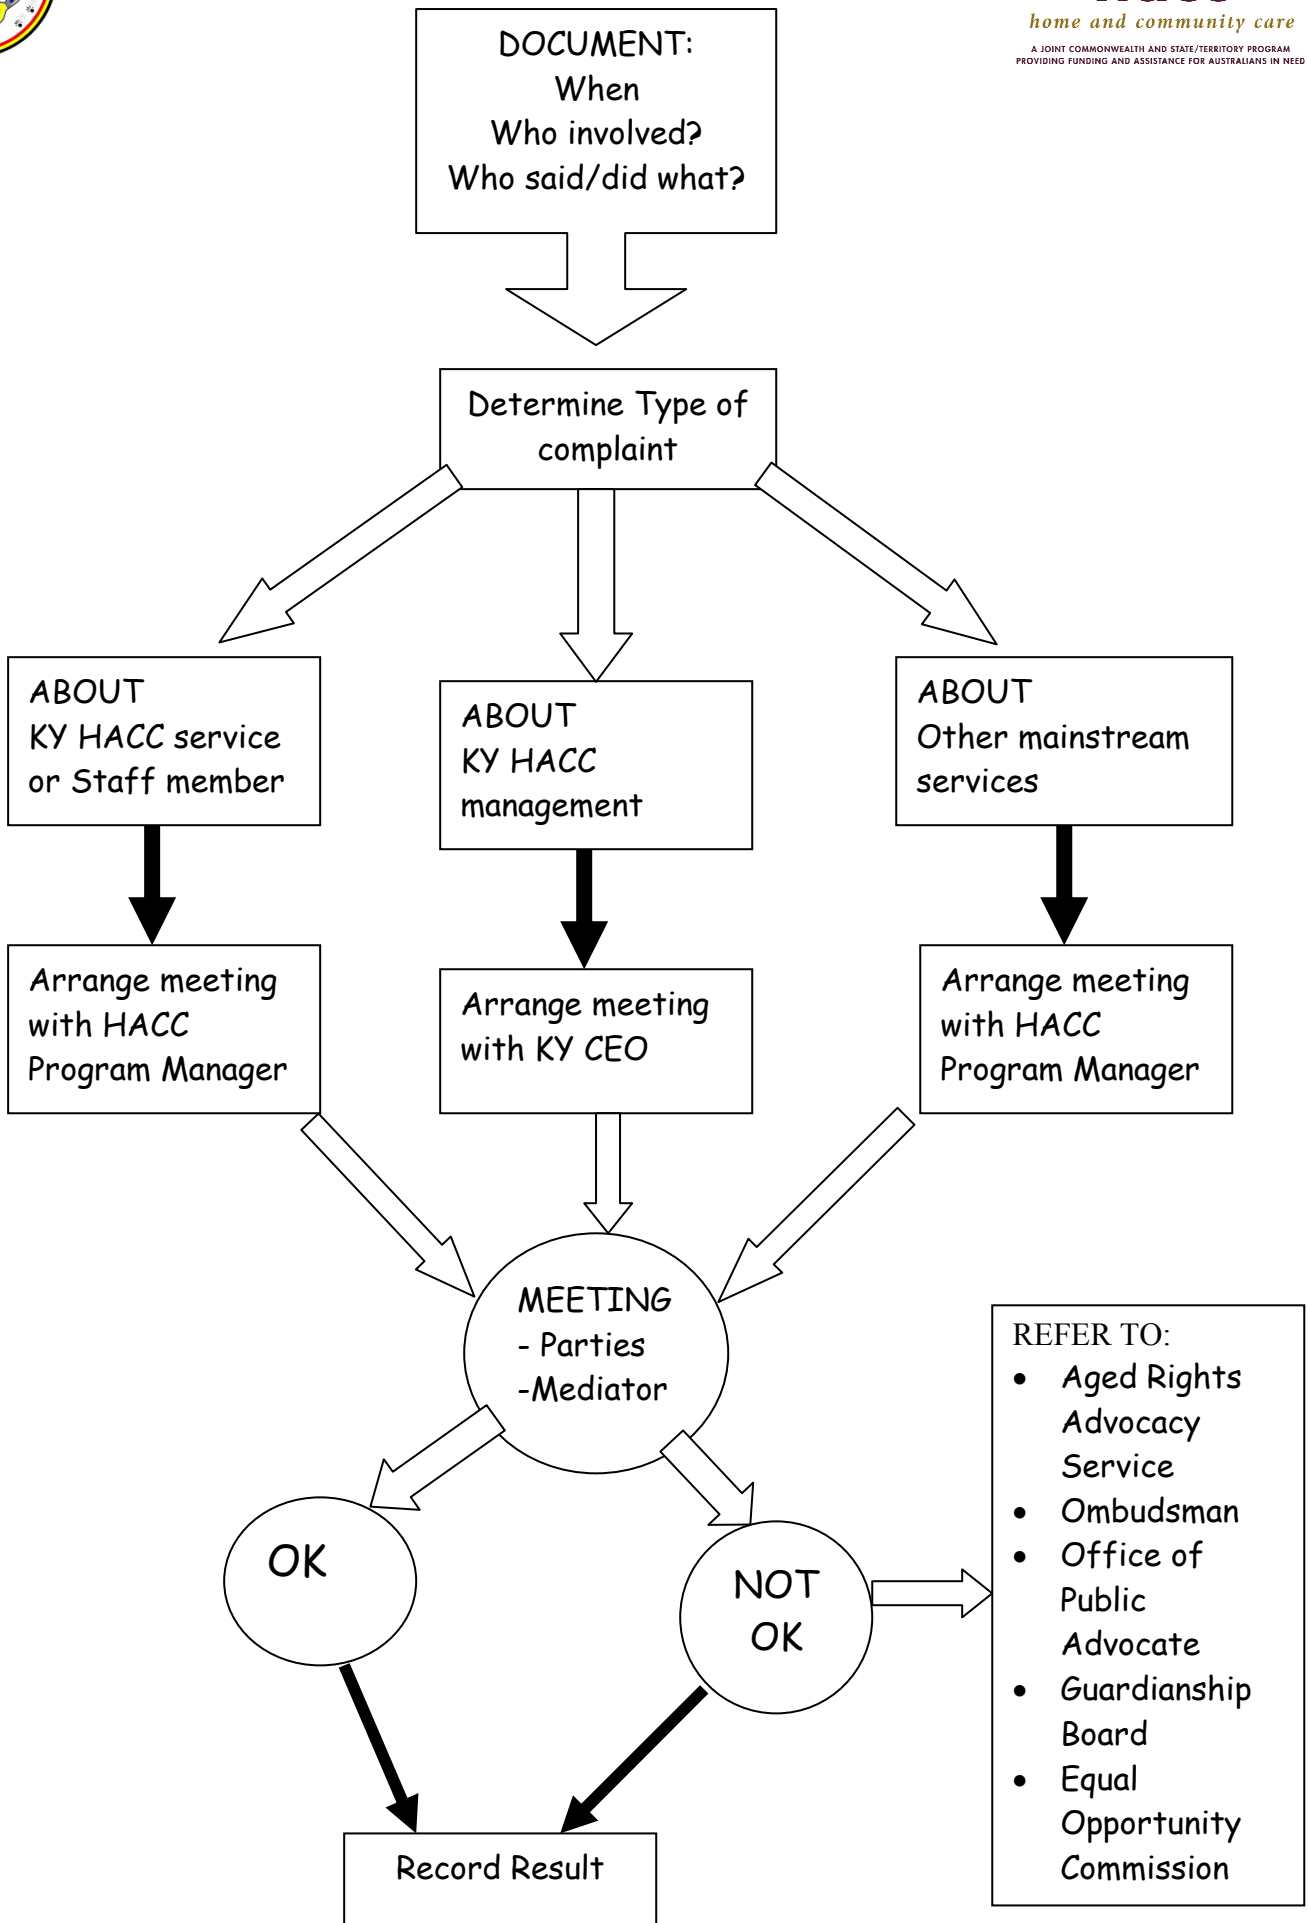 home and community care
A JOINT COMMONWEALTH AND STATE/TERRITORY PROGRAM
PROVIDING FUNDING AND ASSISTANCE FOR AUSTRALIANS IN NEED
DOCUMENT:
When
Who involved?
Who said/did what?
Determine Type of
complaint
ABOUT
KY HACC service
or Staff member
ABOUT
KY HACC
management
ABOUT
Other mainstream
services
Arrange meeting
with HACC
Program Manager
Arrange meeting
with KY CEO
Arrange meeting
with HACC
Program Manager
MEETING
- Parties
-Mediator
OK
NOT
OK
REFER TO:
• Aged Rights
Advocacy
Service
• Ombudsman
• Office of
Public
Advocate
• Guardianship
Board
• Equal
Opportunity
Commission
Record Result